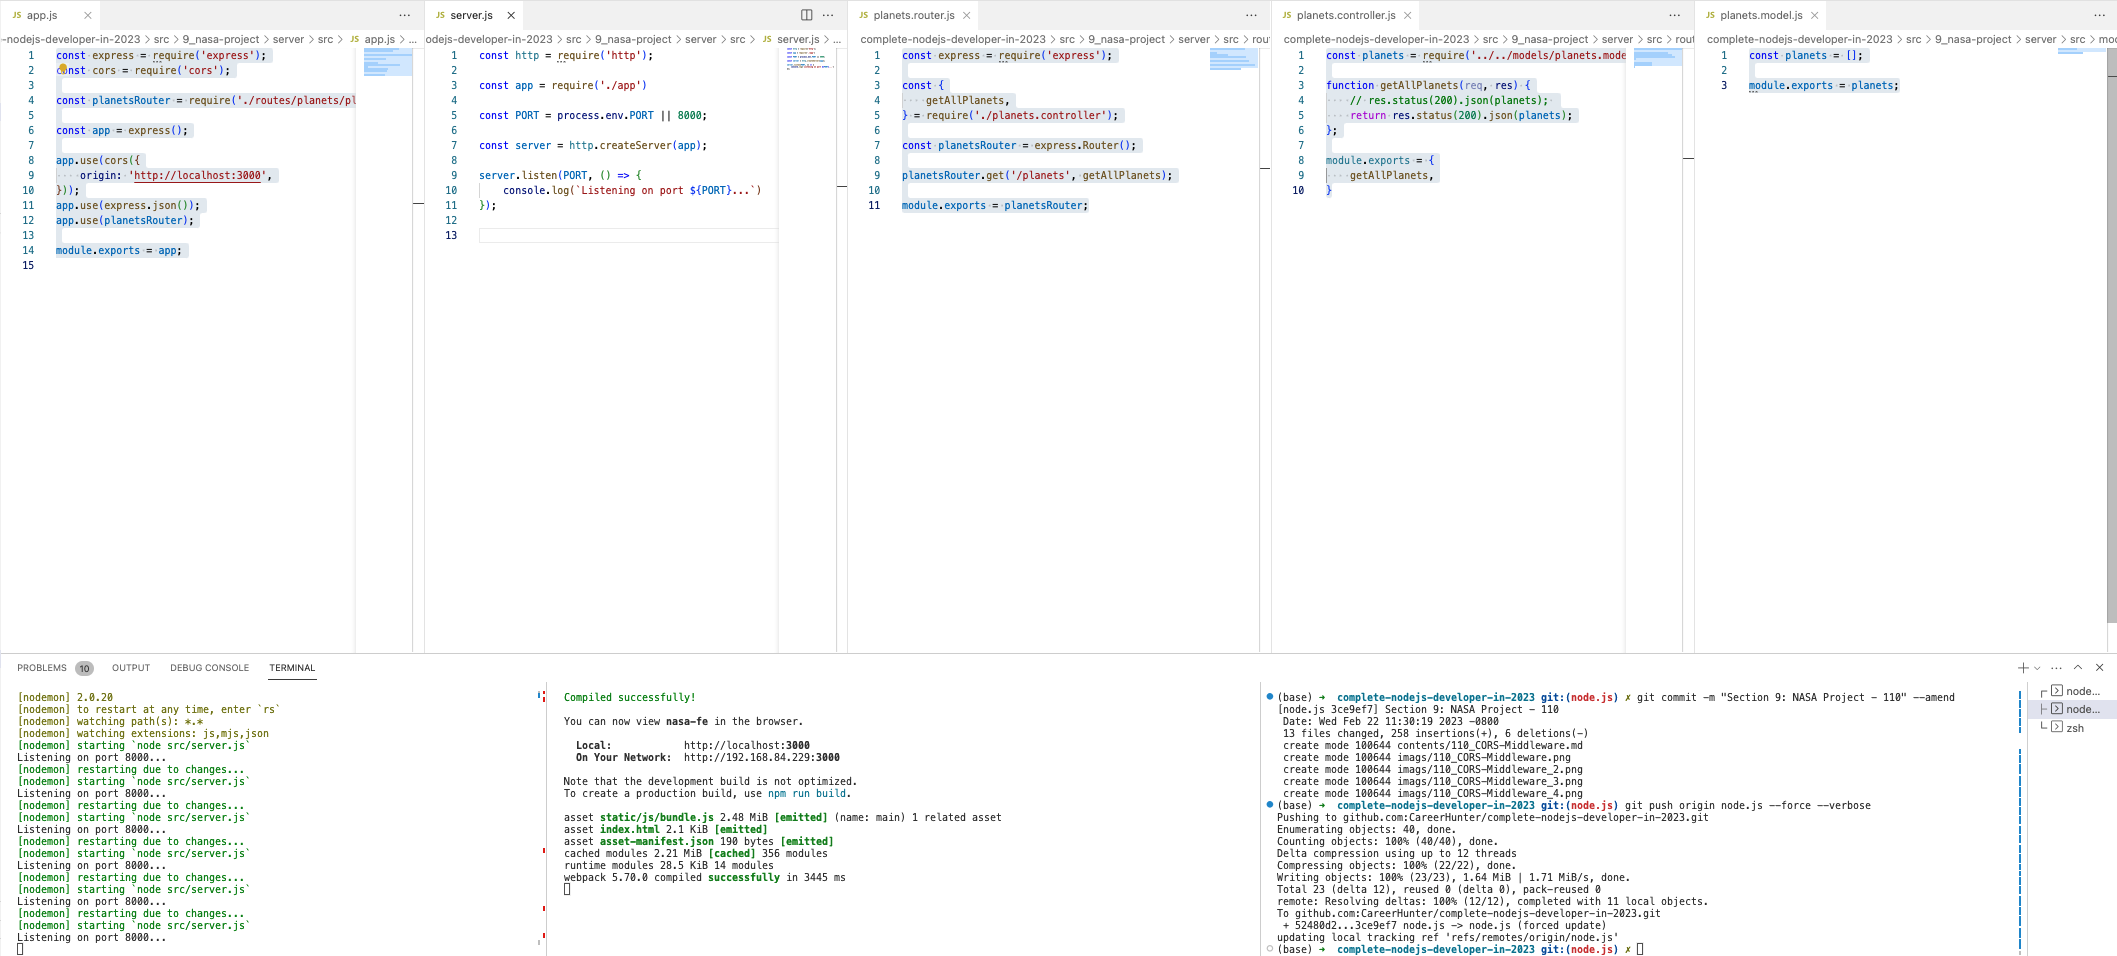 JS app.js
-nodejs-developer-in-2023 > src > 9_nasa-project > server > src > JS app.js > ...
1 const express = require('express');
2 const cors = require('cors');
3
4 const planetsRouter = require('./routes/planets/pl
5
6 const app = express();
7
8 app.use(cors({
9 origin: 'http://localhost:3000',
10 }));
11 app.use(express.json());
12 app.use(planetsRouter);
13
14 module.exports = app;
15
JS server.js
odejs-developer-in-2023 > src > 9_nasa-project > server > src > JS server.js > ...
1 const http = require('http');
2
3 const app = require('./app')
4
5 const PORT = process.env.PORT || 8000;
6
7 const server = http.createServer(app);
8
9 server.listen(PORT, () => {
10 console.log(`Listening on port ${PORT}...`)
11 });
12
13
JS planets.router.js
complete-nodejs-developer-in-2023 > src > 9_nasa-project > server > src > rou
1 const express = require('express');
2
3 const {
4 getAllPlanets,
5 } = require('./planets.controller');
6
7 const planetsRouter = express.Router();
8
9 planetsRouter.get('/planets', getAllPlanets);
10
11 module.exports = planetsRouter;
JS planets.controller.js
complete-nodejs-developer-in-2023 > src > 9_nasa-project > server > src > rout
1 const planets = require('../../models/planets.mode
2
3 function getAllPlanets(req, res) {
4 // res.status(200).json(planets);
5 return res.status(200).json(planets);
6 };
7
8 module.exports = {
9 getAllPlanets,
10 }
JS planets.model.js
complete-nodejs-developer-in-2023 > src > 9_nasa-project > server > src > mo
1 const planets = [];
2
3 module.exports = planets;
PROBLEMS 10 OUTPUT DEBUG CONSOLE TERMINAL
[nodemon] 2.0.20
[nodemon] to restart at any time, enter `rs`
[nodemon] watching path(s): *.*
[nodemon] watching extensions: js,mjs,json
[nodemon] starting `node src/server.js`
Listening on port 8000...
[nodemon] restarting due to changes...
[nodemon] starting `node src/server.js`
Listening on port 8000...
[nodemon] restarting due to changes...
[nodemon] starting `node src/server.js`
Listening on port 8000...
[nodemon] restarting due to changes...
[nodemon] starting `node src/server.js`
Listening on port 8000...
[nodemon] restarting due to changes...
[nodemon] starting `node src/server.js`
Listening on port 8000...
[nodemon] restarting due to changes...
[nodemon] starting `node src/server.js`
Listening on port 8000...
Compiled successfully!
You can now view nasa-fe in the browser.
Local: http://localhost:3000
On Your Network: http://192.168.84.229:3000
Note that the development build is not optimized.
To create a production build, use npm run build.
asset static/js/bundle.js 2.48 MiB [emitted] (name: main) 1 related asset
asset index.html 2.1 KiB [emitted]
asset asset-manifest.json 190 bytes [emitted]
cached modules 2.21 MiB [cached] 356 modules
runtime modules 28.5 KiB 14 modules
webpack 5.70.0 compiled successfully in 3445 ms
(base) ➜ complete-nodejs-developer-in-2023 git:(node.js) ✗ git commit -m "Section 9: NASA Project - 110" --amend
[node.js 3ce9ef7] Section 9: NASA Project - 110
Date: Wed Feb 22 11:30:19 2023 -0800
13 files changed, 258 insertions(+), 6 deletions(-)
create mode 100644 contents/110_CORS-Middleware.md
create mode 100644 imags/110_CORS-Middleware.png
create mode 100644 imags/110_CORS-Middleware_2.png
create mode 100644 imags/110_CORS-Middleware_3.png
create mode 100644 imags/110_CORS-Middleware_4.png
(base) ➜ complete-nodejs-developer-in-2023 git:(node.js) git push origin node.js --force --verbose
Pushing to github.com:CareerHunter/complete-nodejs-developer-in-2023.git
Enumerating objects: 40, done.
Counting objects: 100% (40/40), done.
Delta compression using up to 12 threads
Compressing objects: 100% (22/22), done.
Writing objects: 100% (23/23), 1.64 MiB | 1.71 MiB/s, done.
Total 23 (delta 12), reused 0 (delta 0), pack-reused 0
remote: Resolving deltas: 100% (12/12), completed with 11 local objects.
To github.com:CareerHunter/complete-nodejs-developer-in-2023.git
+ 52480d2...3ce9ef7 node.js -> node.js (forced update)
updating local tracking ref 'refs/remotes/origin/node.js'
(base) ➜ complete-nodejs-developer-in-2023 git:(node.js) ✗
node...
node...
zsh